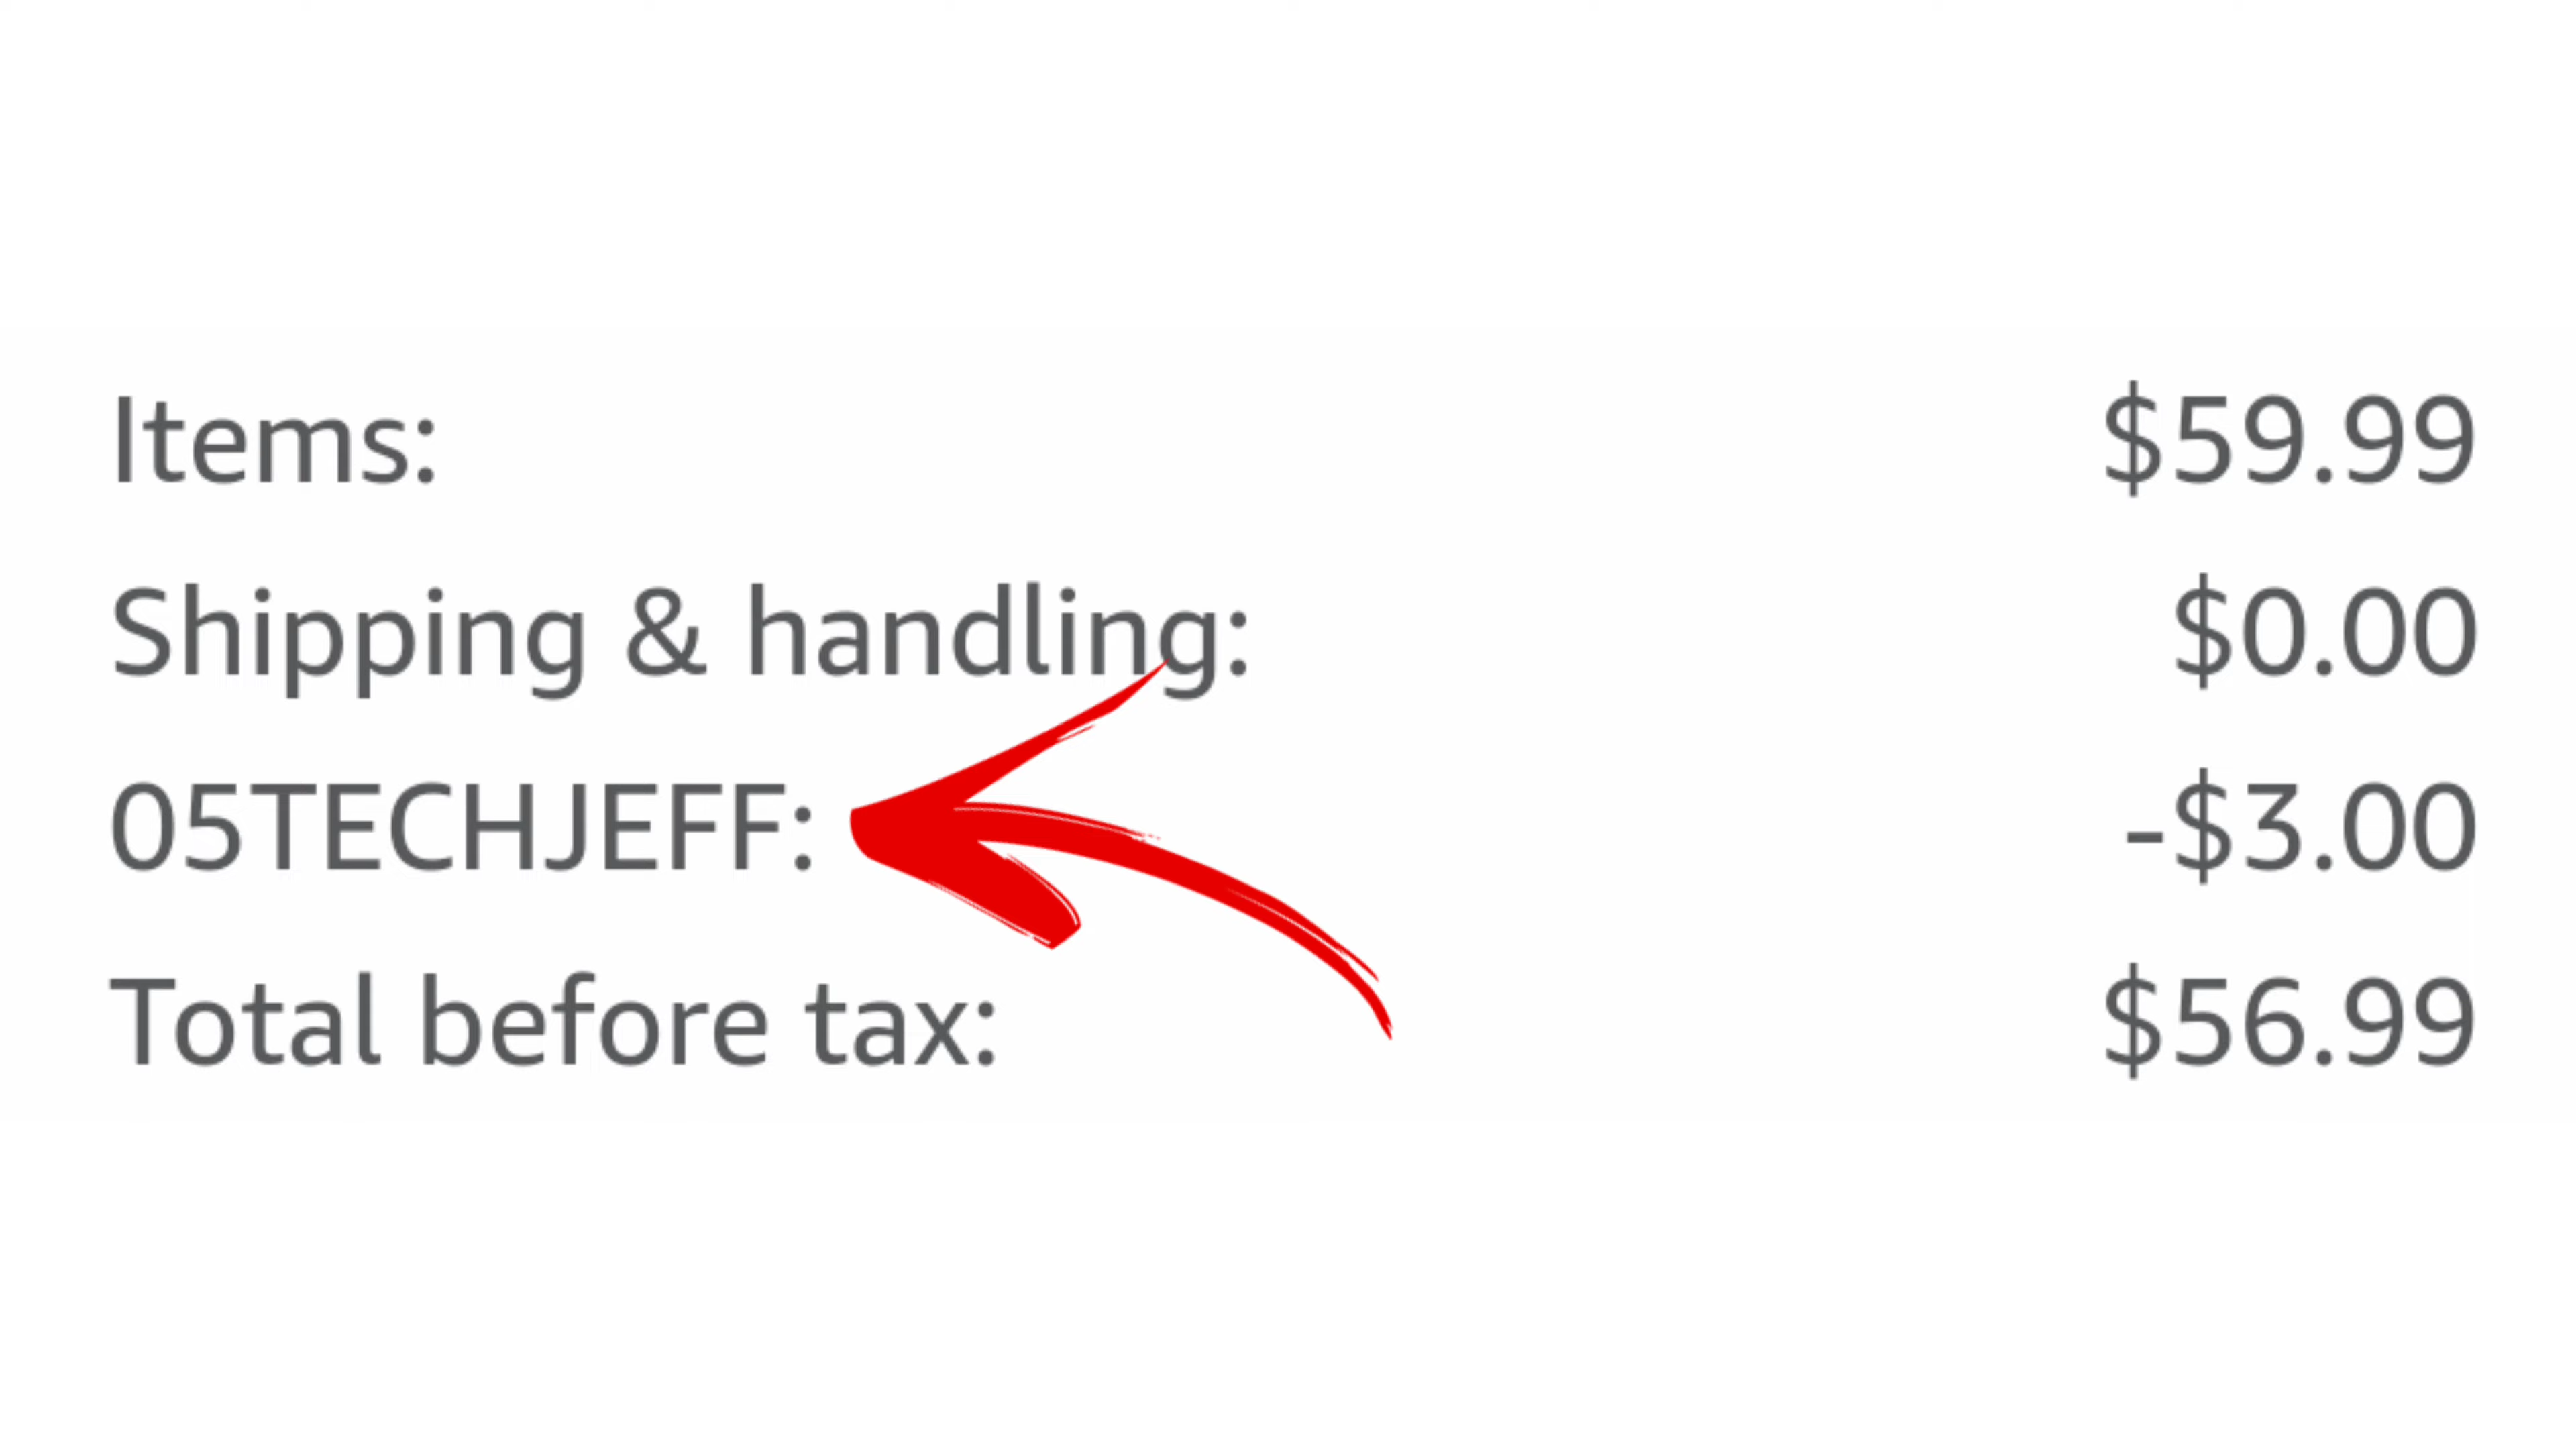 Items: $59.99
Shipping & handling: $0.00
05TECHJEFF: -$3.00
Total before tax: $56.99